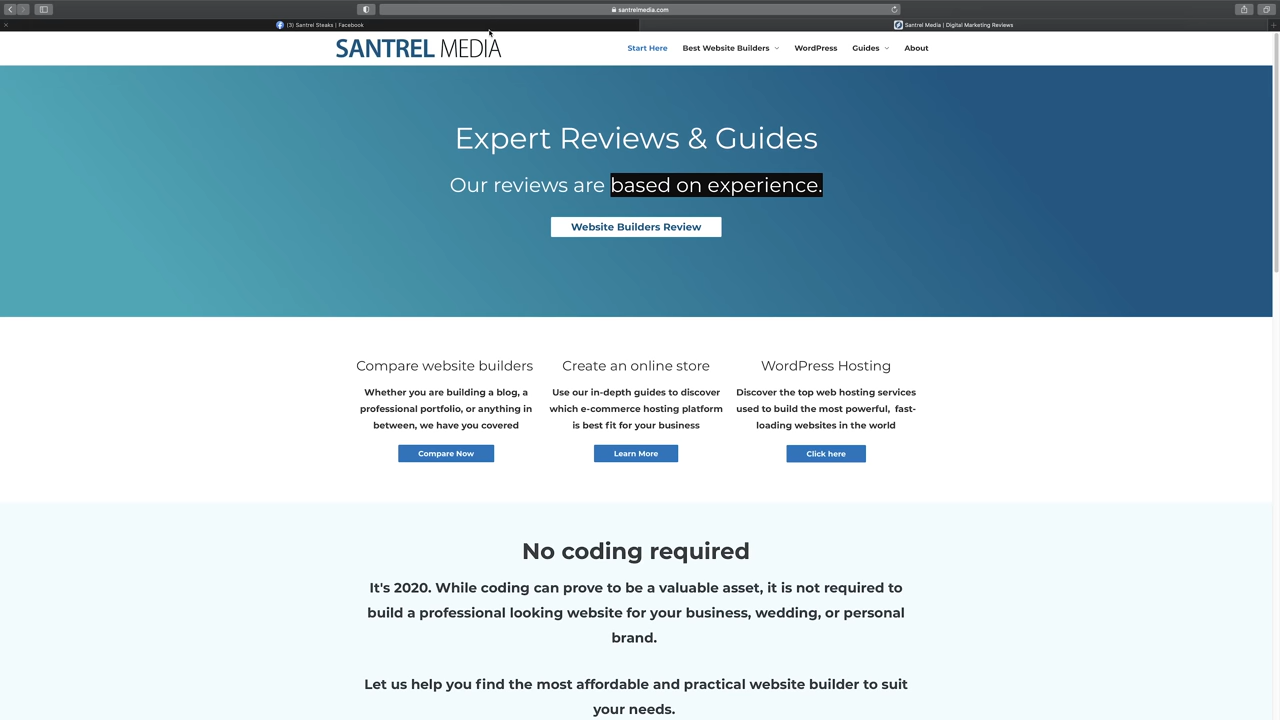 santrelmedia.com
(3) Santrel Steaks | Facebook
Santrel Media | Digital Marketing Reviews
SANTREL MEDIA
Start Here
Best Website Builders
WordPress
Guides
About
Expert Reviews & Guides
Our reviews are based on experience.
Website Builders Review
Compare website builders
Whether you are building a blog, a
professional portfolio, or anything in
between, we have you covered
Compare Now
Create an online store
Use our in-depth guides to discover
which e-commerce hosting platform
is best fit for your business
Learn More
WordPress Hosting
Discover the top web hosting services
used to build the most powerful, fast-
loading websites in the world
Click here
No coding required
It's 2020. While coding can prove to be a valuable asset, it is not required to
build a professional looking website for your business, wedding, or personal
brand.
Let us help you find the most affordable and practical website builder to suit
your needs.